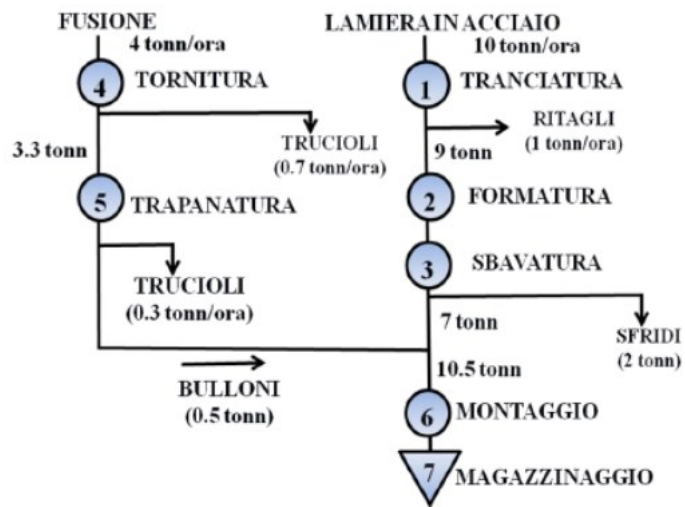 FUSIONE
4 tonn/ora
4
TORNITURA
TRUCIOLI
(0.7 tonn/ora)
3.3 tonn
5
TRAPANATURA
TRUCIOLI
(0.3 tonn/ora)
BULLONI
(0.5 tonn)
LAMIERA IN ACCIAIO
10 tonn/ora
1
TRANCIATURA
RITAGLI
(1 tonn/ora)
9 tonn
2
FORMATURA
3
SBAVATURA
7 tonn
SFRIDI
(2 tonn)
10.5 tonn
6
MONTAGGIO
7
MAGAZZINAGGIO